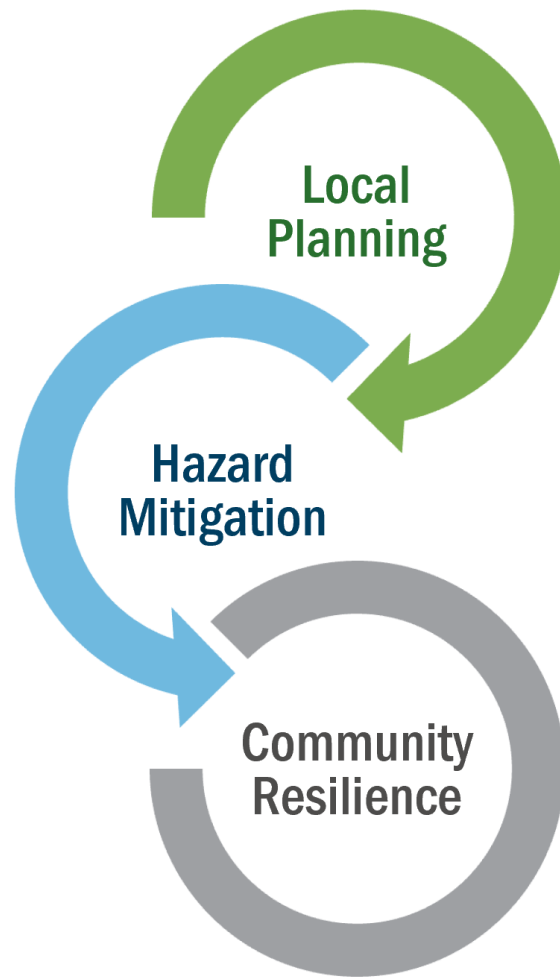 Local
Planning
Hazard
Mitigation
Community
Resilience